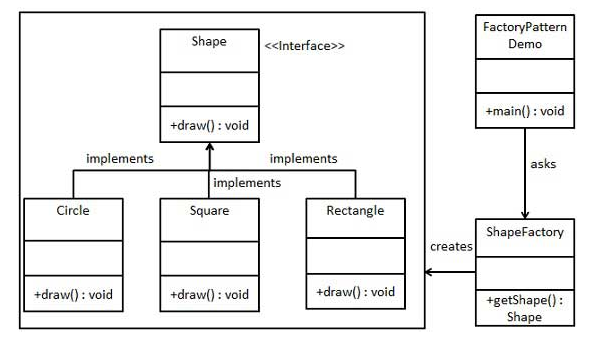 Shape
<<Interface>>
+draw() : void
implements
implements
implements
Circle
+draw() : void
Square
+draw() : void
Rectangle
+draw() : void
FactoryPattern
Demo
+main() : void
asks
creates
ShapeFactory
+getShape() :
Shape